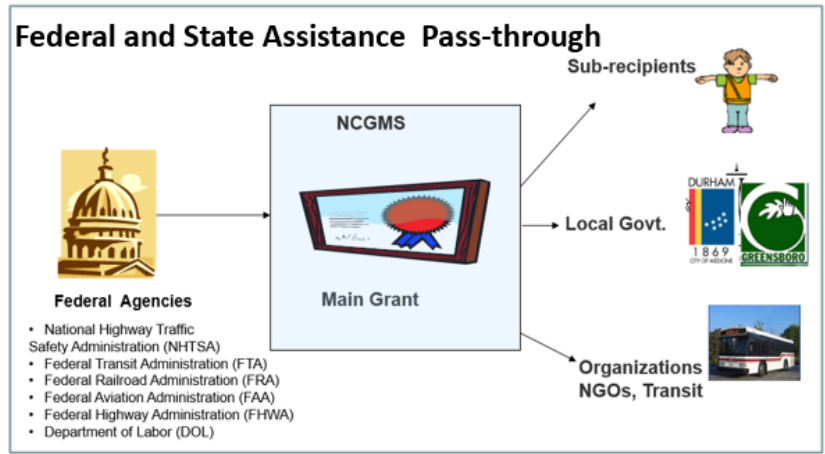 Federal and State Assistance Pass-through
Sub-recipients
NCGMS
DURHAM
Local Govt.
1869
CITY OF MEDICINE
GREENSBORO
Federal Agencies
Main Grant
• National Highway Traffic
Safety Administration (NHTSA)
• Federal Transit Administration (FTA)
• Federal Railroad Administration (FRA)
• Federal Aviation Administration (FAA)
• Federal Highway Administration (FHWA)
• Department of Labor (DOL)
Organizations
NGOs, Transit